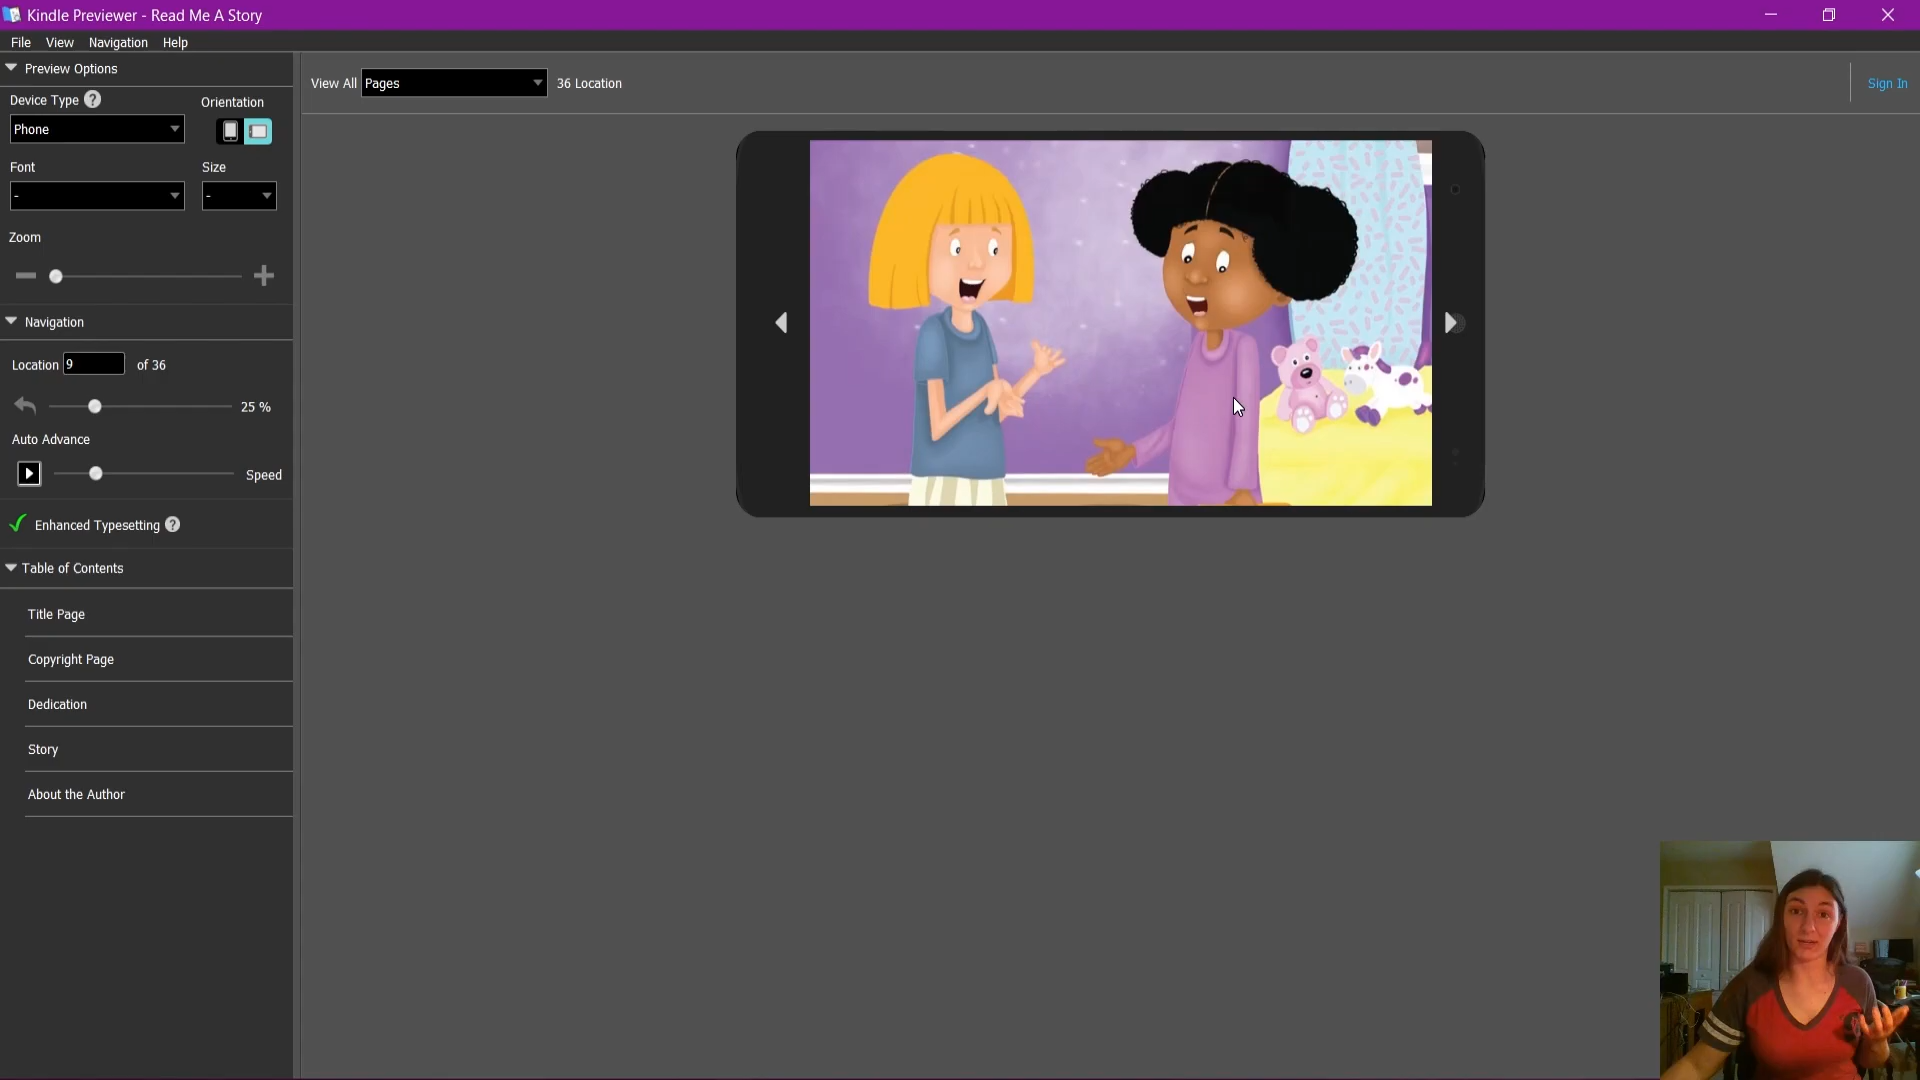 Kindle Previewer - Read Me A Story
File View Navigation Help
Preview Options
Device Type ?
Orientation
Phone
Font
Size
-
-
Zoom
Navigation
Location 9 of 36
25 %
Auto Advance
Speed
Enhanced Typesetting ?
Table of Contents
Title Page
Copyright Page
Dedication
Story
About the Author
View All Pages 36 Location
Sign In